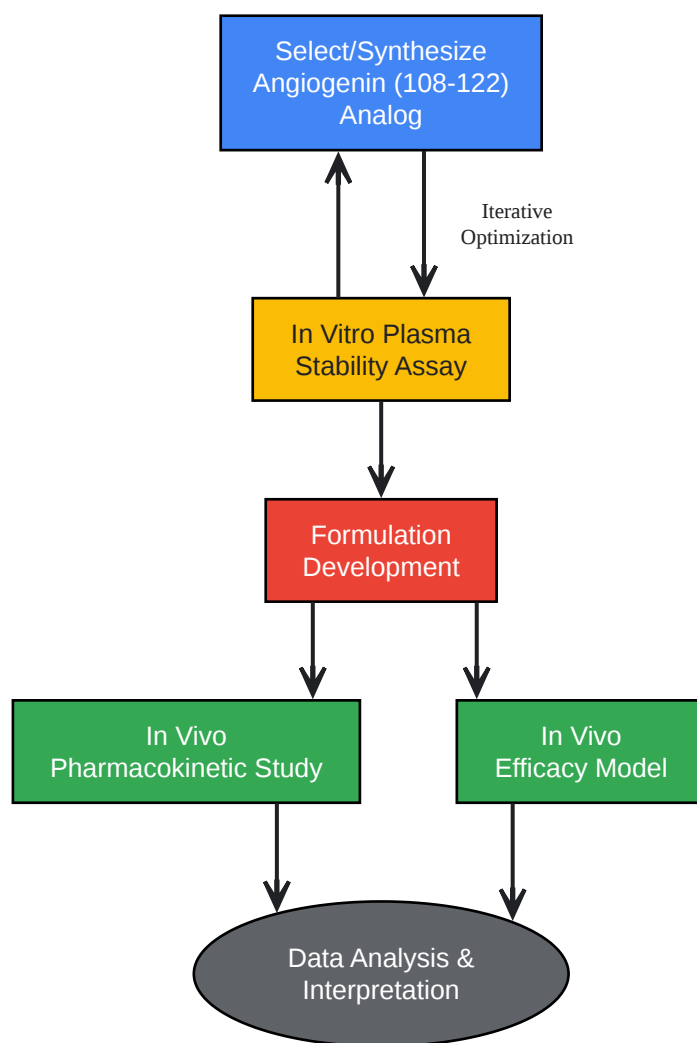 Select/Synthesize
Angiogenin (108-122)
Analog
Iterative
Optimization
In Vitro Plasma
Stability Assay
Formulation
Development
In Vivo
Pharmacokinetic Study
In Vivo
Efficacy Model
Data Analysis &
Interpretation